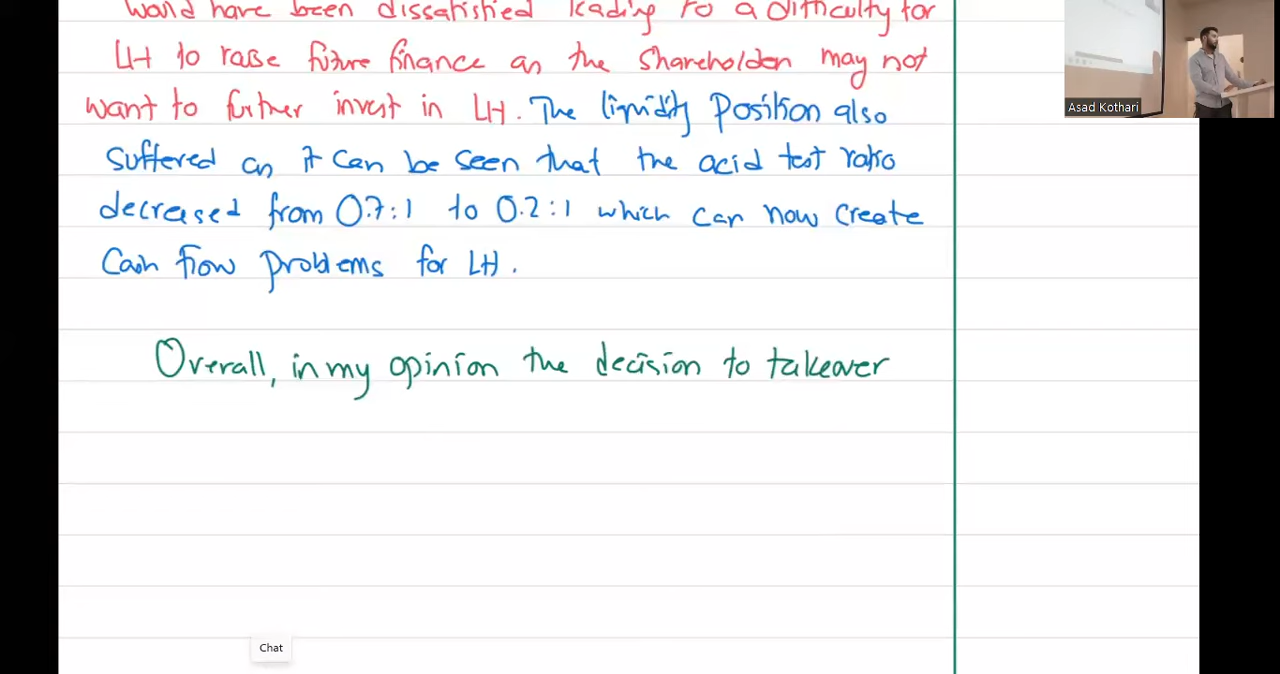 would have been dissatisfied leading to a difficulty for
LH to raise future finance as the shareholders may not
want to further invest in LH. The liquidity Position also
suffered as it can be seen that the acid test ratio
decreased from 0.7:1 to 0.2:1 which can now create
Cash flow problems for LH.
Overall, in my opinion the decision to takeover
Asad Kothari
Chat